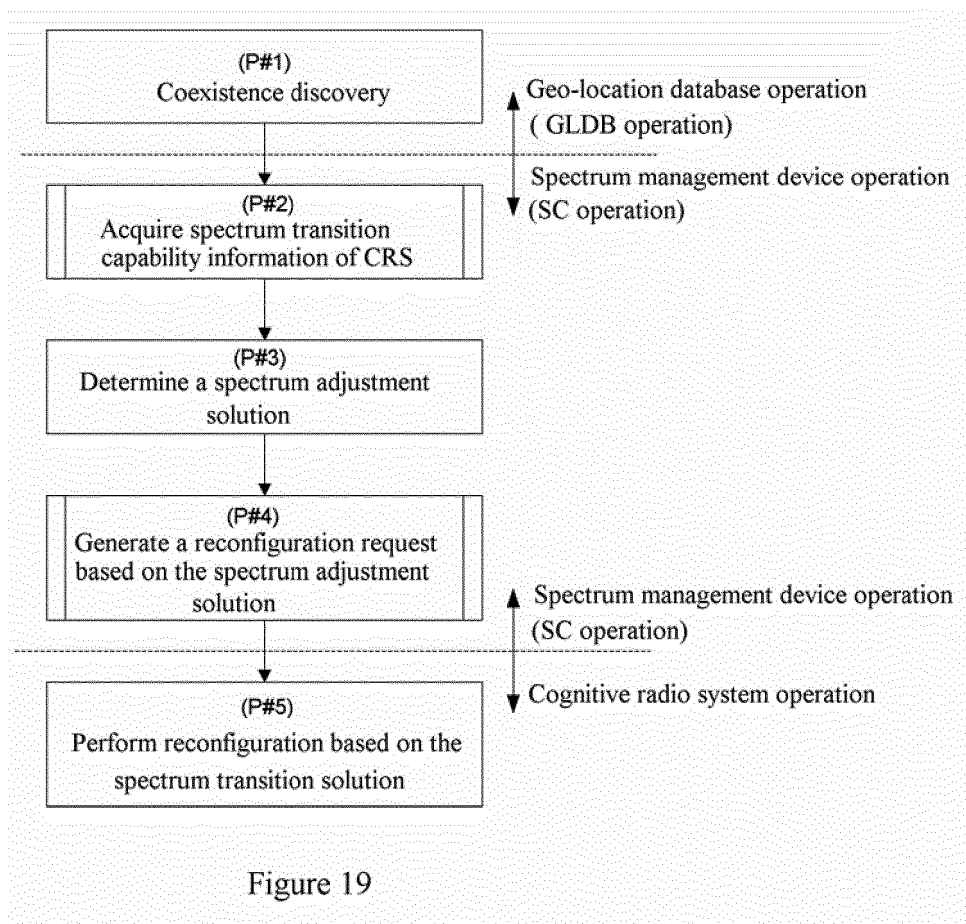 (P#1)
Coexistence discovery
Geo-location database operation
( GLDB operation)
Spectrum management device operation
(SC operation)
(P#2)
Acquire spectrum transition
capability information of CRS
(P#3)
Determine a spectrum adjustment
solution
(P#4)
Generate a reconfiguration request
based on the spectrum adjustment
solution
Spectrum management device operation
(SC operation)
Cognitive radio system operation
(P#5)
Perform reconfiguration based on the
spectrum transition solution
Figure 19